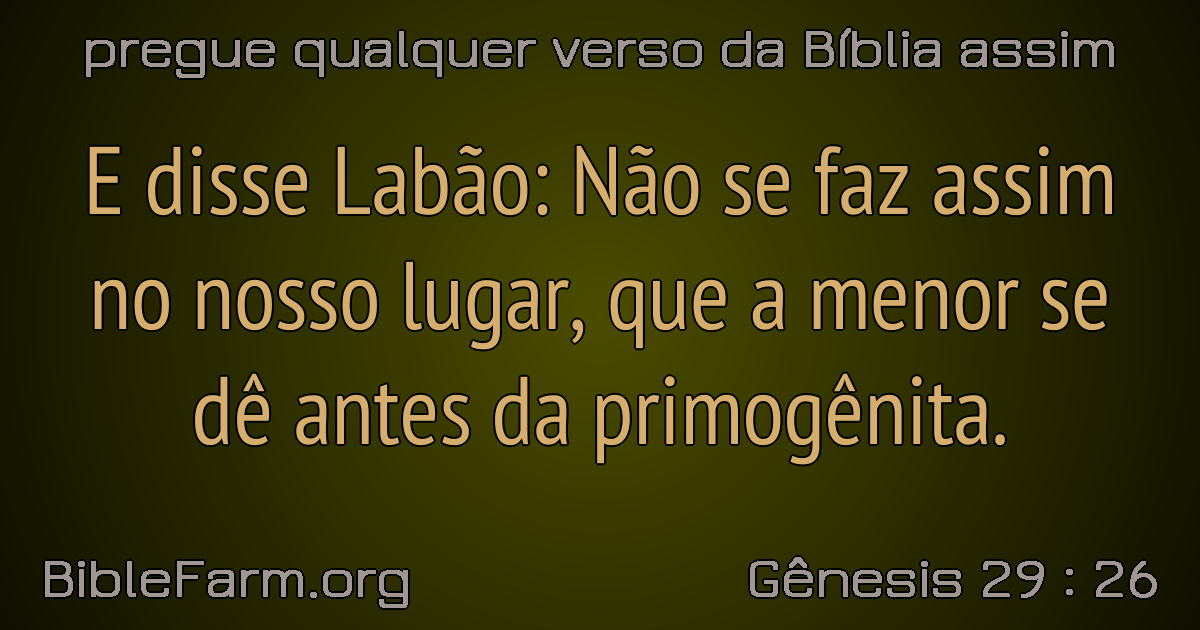 pregue qualquer verso da Bíblia assim
E disse Labão: Não se faz assim
no nosso lugar, que a menor se
dê antes da primogênita.
BibleFarm.org
Gênesis 29 : 26